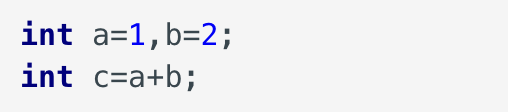 int a=1,b=2;
int c=a+b;